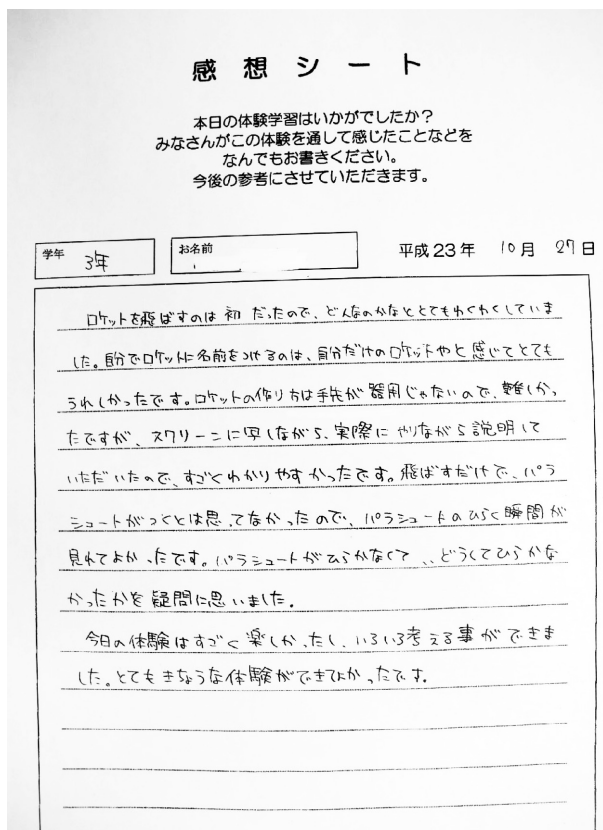 感想シート
本日の体験学習はいかがでしたか？
みなさんがこの体験を通して感じたことなどを
なんでもお書きください。
今後の参考にさせていただきます。
学年 3年 お名前 平成23年 10月 27日
ロケットを飛ばすのは初 だったので、どんなのかなととてもわくわくしていま
した。自分でロケットに名前をつけるのは、自分だけのロケットやと感じてとても
うれしかったです。ロケットの作り方は手先が器用じゃないので、難しかっ
たですが、スクリーンに写しながら、実際にやりながら説明して
いただいたので、すごくわかりやすかったです。飛ばすだけで、パラ
シュートがつくとは思ってなかったので、パラシュートのひらく瞬間が
見れてよかったです。パラシュートがひらかなくて、、どうしてひらかな
かったかを疑問に思いました。
今日の体験はすごく楽しかったし、いろいろ考える事ができま
した。とてもきちょうな体験ができてよかったです。